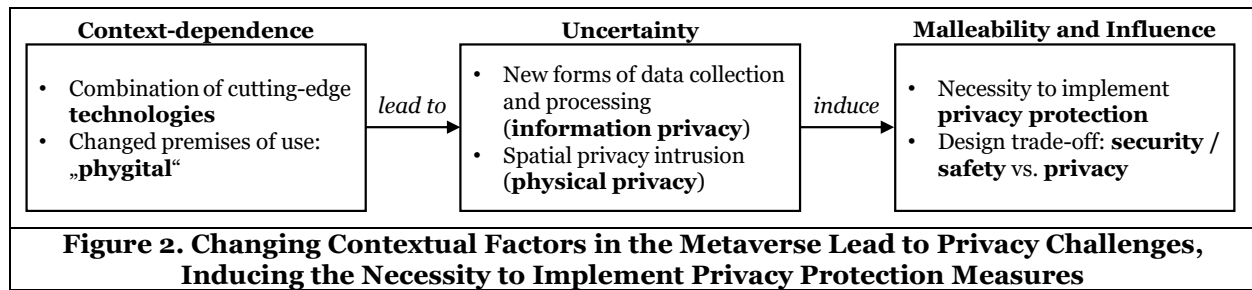 Context-dependence
• Combination of cutting-edge
technologies
• Changed premises of use:
„phygital“
lead to
Uncertainty
• New forms of data collection
and processing
(information privacy)
• Spatial privacy intrusion
(physical privacy)
induce
Malleability and Influence
• Necessity to implement
privacy protection
• Design trade-off: security /
safety vs. privacy
Figure 2. Changing Contextual Factors in the Metaverse Lead to Privacy Challenges,
Inducing the Necessity to Implement Privacy Protection Measures